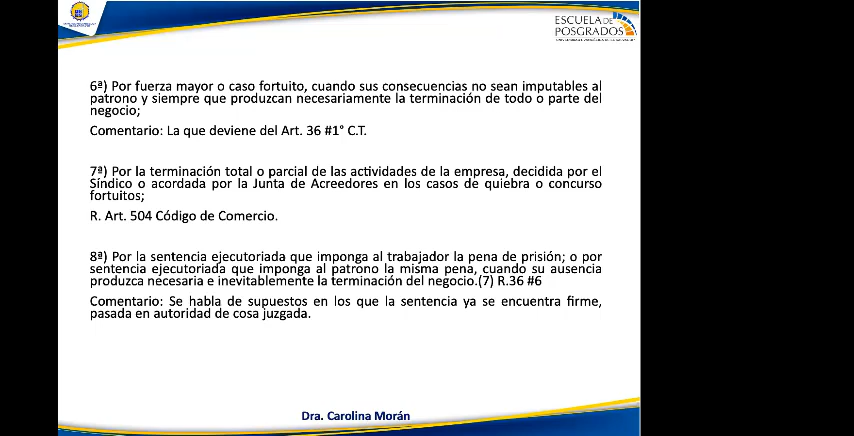 ESCUELA DE
POSGRADOS
6ª) Por fuerza mayor o caso fortuito, cuando sus consecuencias no sean imputables al
patrono y siempre que produzcan necesariamente la terminación de todo o parte del
negocio;
Comentario: La que deviene del Art. 36 #1° C.T.
7ª) Por la terminación total o parcial de las actividades de la empresa, decidida por el
Síndico o acordada por la Junta de Acreedores en los casos de quiebra o concurso
fortuitos;
R. Art. 504 Código de Comercio.
8ª) Por la sentencia ejecutoriada que imponga al trabajador la pena de prisión; o por
sentencia ejecutoriada que imponga al patrono la misma pena, cuando su ausencia
produzca necesaria e inevitablemente la terminación del negocio.(7) R.36 #6
Comentario: Se habla de supuestos en los que la sentencia ya se encuentra firme,
pasada en autoridad de cosa juzgada.
Dra. Carolina Morán